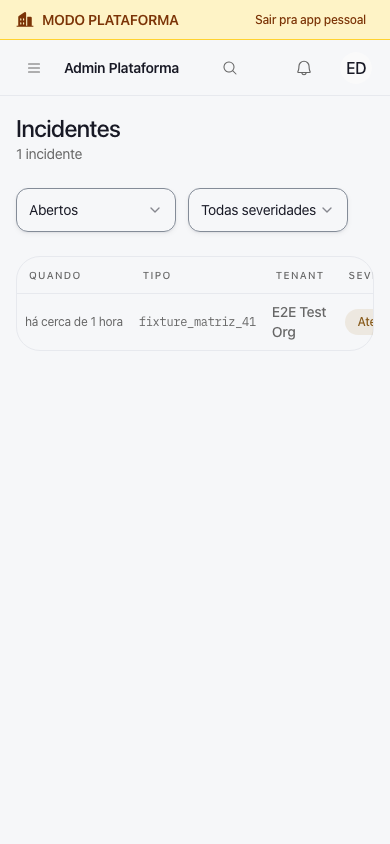 MODO PLATAFORMA Sair pra app pessoal
Admin Plataforma ED
Incidentes
1 incidente
Abertos Todas severidades
QUANDO TIPO TENANT
há cerca de 1 hora fixture_matriz_41 E2E Test
Org